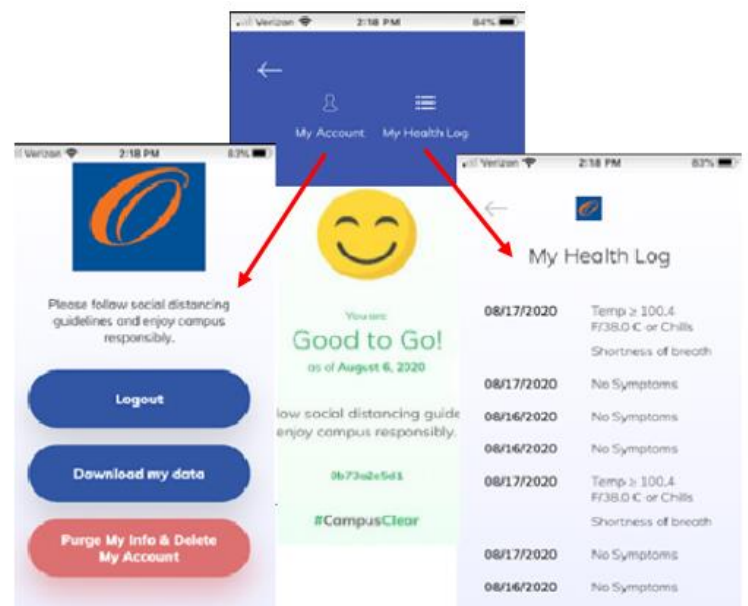 Verizon 2:18 PM 84%
My Account My Health Log
Verizon 2:18 PM 83%
Please follow social distancing
guidelines and enjoy campus
responsibly.
Logout
Download my data
Purge My Info & Delete
My Account
You are
Good to Go!
as of August 6, 2020
low social distancing guide
enjoy campus responsibly.
0b73a2e5d1
#CampusClear
Verizon 2:18 PM 83%
My Health Log
08/17/2020 Temp ≥ 100.4
F/38.0 C or Chills
Shortness of breath
08/17/2020 No Symptoms
08/16/2020 No Symptoms
08/16/2020 No Symptoms
08/17/2020 Temp ≥ 100.4
F/38.0 C or Chills
Shortness of breath
08/17/2020 No Symptoms
08/16/2020 No Symptoms